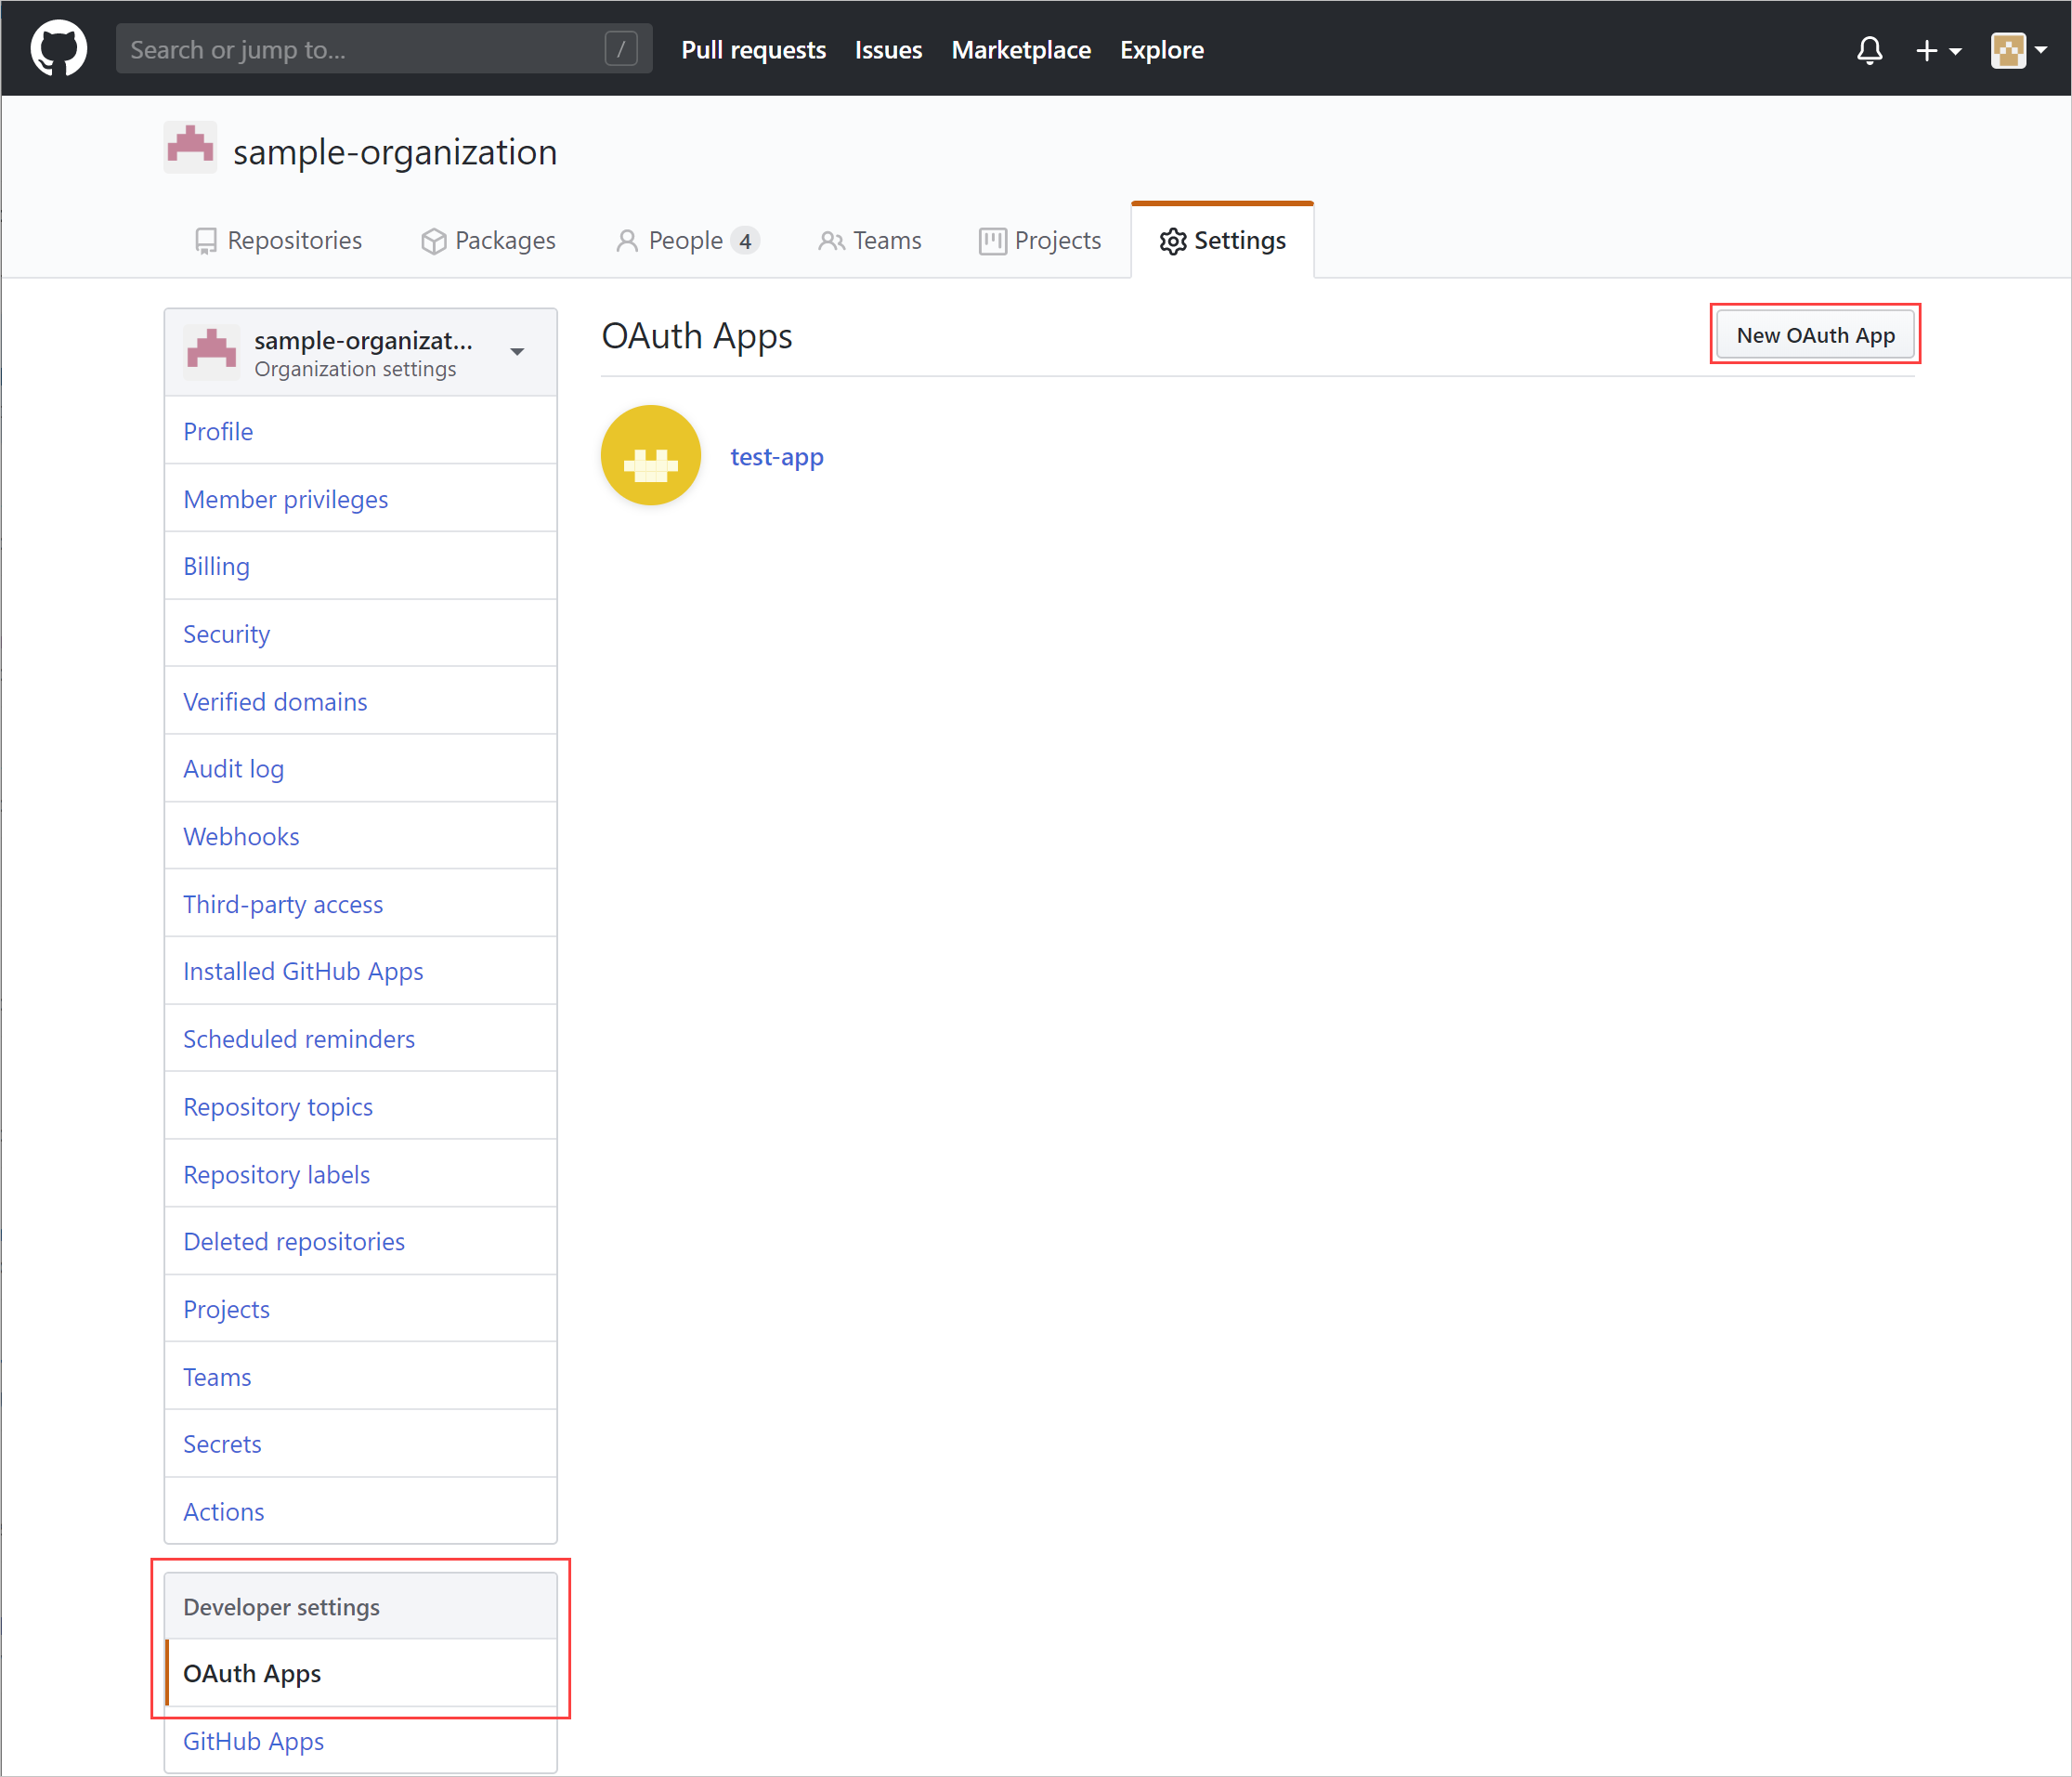 Search or jump to... /
Pull requests Issues Marketplace Explore
sample-organization
Repositories Packages People 4 Teams Projects Settings
sample-organizat...
Organization settings
Profile
Member privileges
Billing
Security
Verified domains
Audit log
Webhooks
Third-party access
Installed GitHub Apps
Scheduled reminders
Repository topics
Repository labels
Deleted repositories
Projects
Teams
Secrets
Actions
Developer settings
OAuth Apps
GitHub Apps
OAuth Apps
New OAuth App
test-app